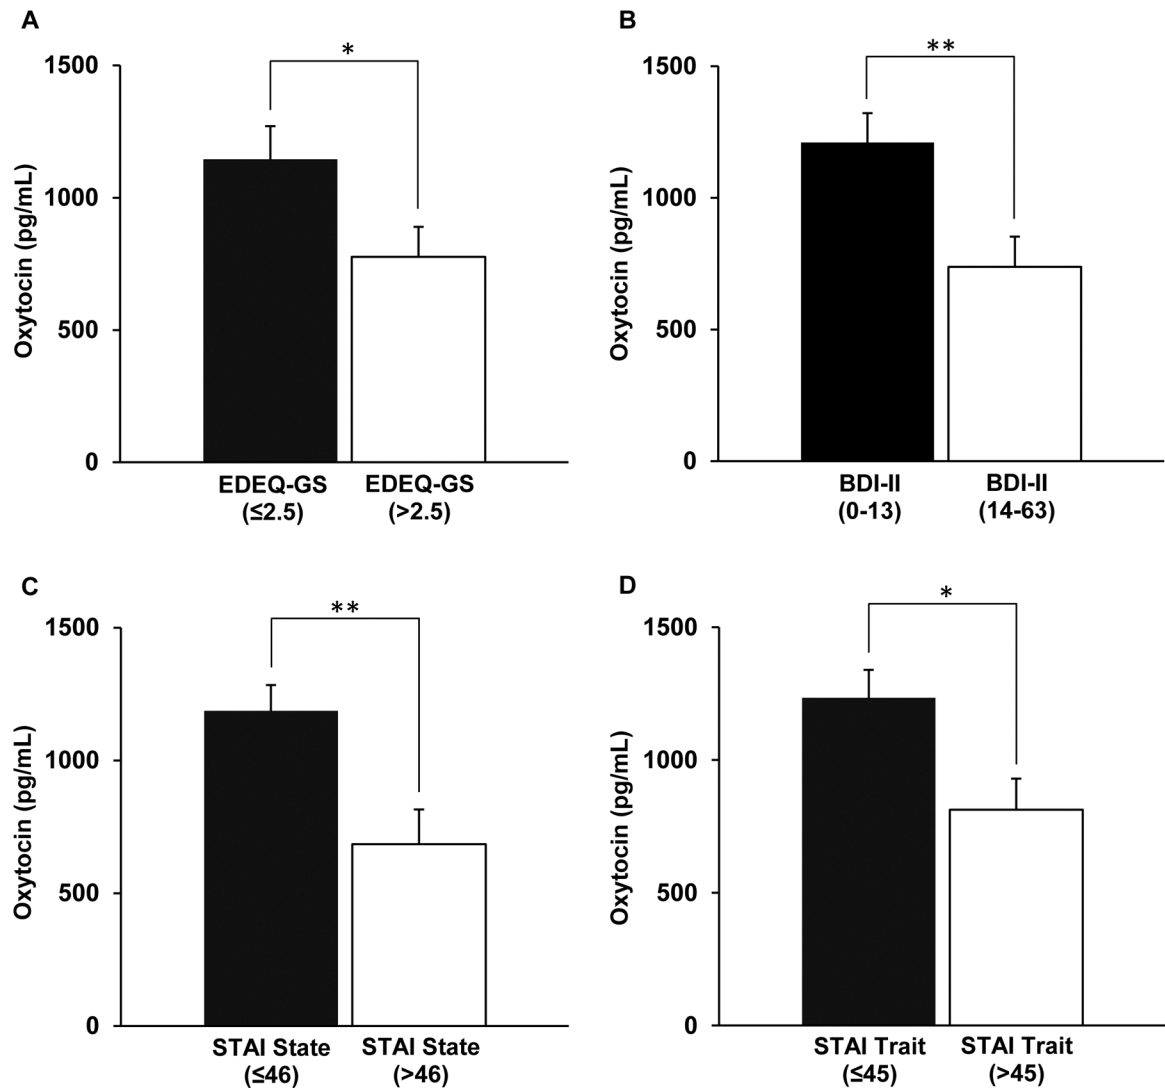 A
*
1500
1000
500
0
Oxytocin (pg/mL)
EDEQ-GS
(≤2.5)
EDEQ-GS
(>2.5)
B
**
1500
1000
500
0
Oxytocin (pg/mL)
BDI-II
(0-13)
BDI-II
(14-63)
C
**
1500
1000
500
0
Oxytocin (pg/mL)
STAI State
(≤46)
STAI State
(>46)
D
*
1500
1000
500
0
Oxytocin (pg/mL)
STAI Trait
(≤45)
STAI Trait
(>45)